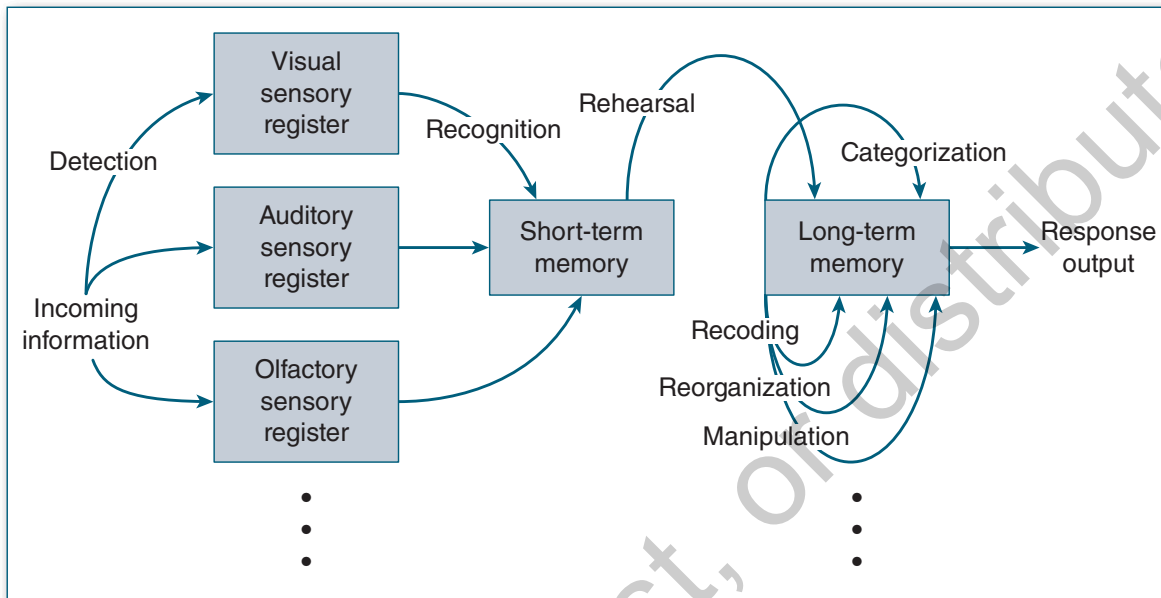 Visual
sensory
register
Detection
Recognition
Rehearsal
Categorization
Auditory
sensory
register
Short-term
memory
Long-term
memory
Response
output
Incoming
information
Recoding
Olfactory
sensory
register
Reorganization
Manipulation
or